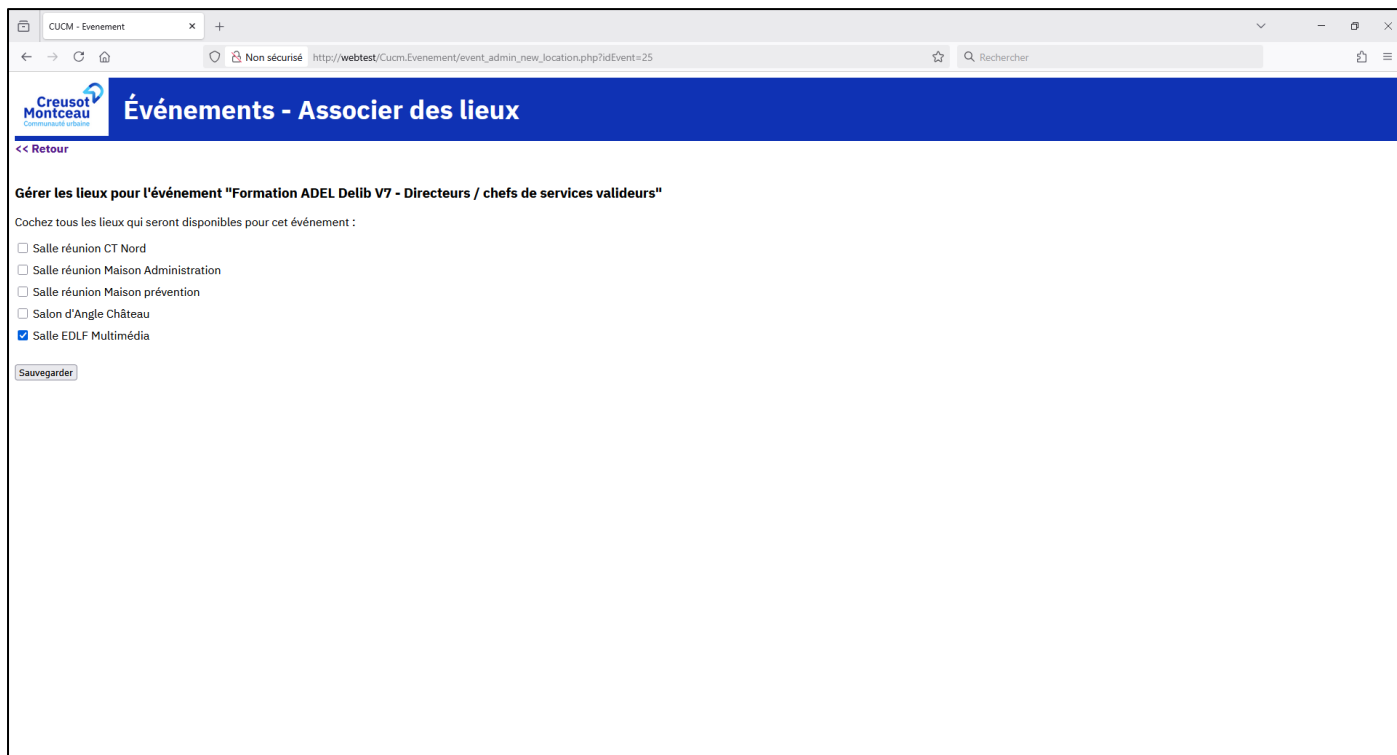 CUCM - Evenement
Non sécurisé http://webtest/Cucm.Evenement/event_admin_new_location.php?idEvent=25
Rechercher
Creusot
Montceau
Communauté urbaine
Événements - Associer des lieux
<< Retour
Gérer les lieux pour l'événement "Formation ADEL Delib V7 - Directeurs / chefs de services valideurs"
Cochez tous les lieux qui seront disponibles pour cet événement :
Salle réunion CT Nord
Salle réunion Maison Administration
Salle réunion Maison prévention
Salon d'Angle Château
Salle EDLF Multimédia
Sauvegarder